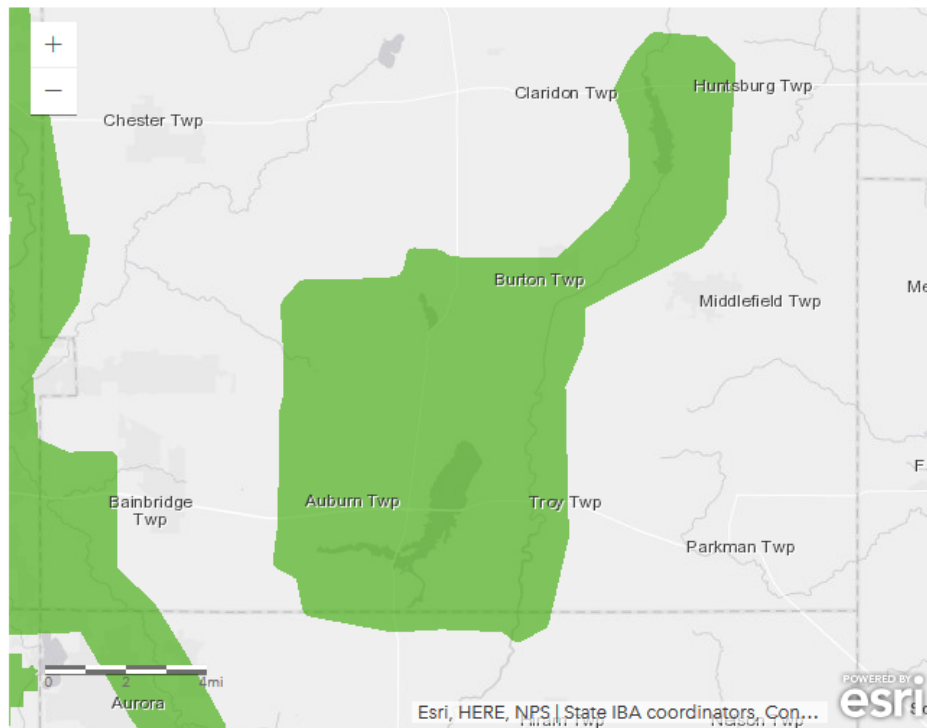 +
−
Claridon Twp
Huntsburg Twp
Chester Twp
Burton Twp
Middlefield Twp
Me
F
Bainbridge
Twp
Auburn Twp
Troy Twp
Parkman Twp
0 2 4mi
Aurora
POWERED BY
esri
Esri, HERE, NPS | State IBA coordinators, Con...